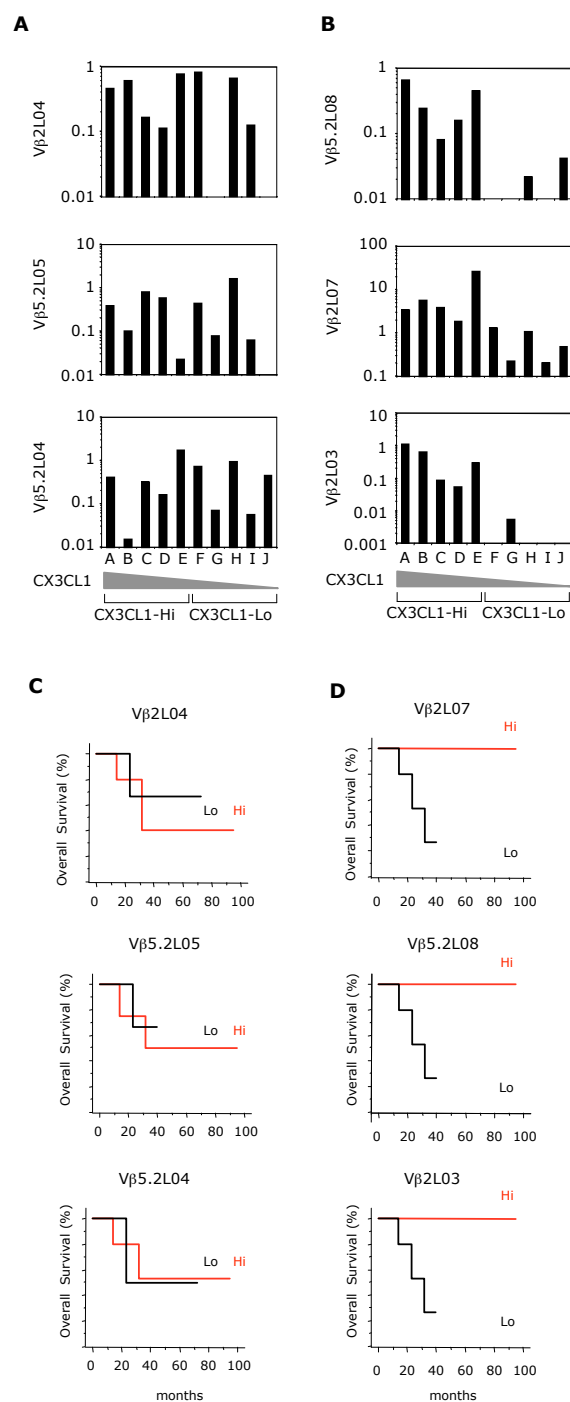 A
Vβ2L04
1
0.1
0.01
Vβ5.2L05
10
1
0.1
0.01
Vβ5.2L04
10
1
0.1
0.01
A B C D E F G H I J
CX3CL1
CX3CL1-Hi CX3CL1-Lo
B
Vβ5.2L08
1
0.1
0.01
Vβ2L07
100
10
1
0.1
Vβ2L03
10
1
0.1
0.01
0.001
A B C D E F G H I J
CX3CL1
CX3CL1-Hi CX3CL1-Lo
C
Vβ2L04
Overall Survival (%)
Lo Hi
0 20 40 60 80 100
Vβ5.2L05
Overall Survival (%)
Lo Hi
0 20 40 60 80 100
Vβ5.2L04
Overall Survival (%)
Lo Hi
0 20 40 60 80 100
months
D
Vβ2L07
Hi
Overall Survival (%)
Lo
0 20 40 60 80 100
Vβ5.2L08
Hi
Overall Survival (%)
Lo
0 20 40 60 80 100
Vβ2L03
Hi
Overall Survival (%)
Lo
0 20 40 60 80 100
months